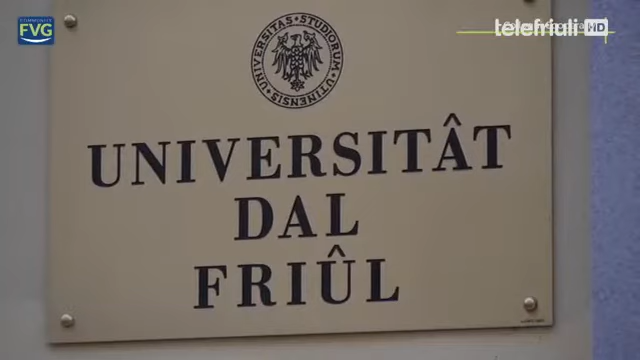 FVG
telefriuli HD
UNIVERSITAS STUDIORUM UTINENSIS
UNIVERSITÂT
DAL
FRIÛL